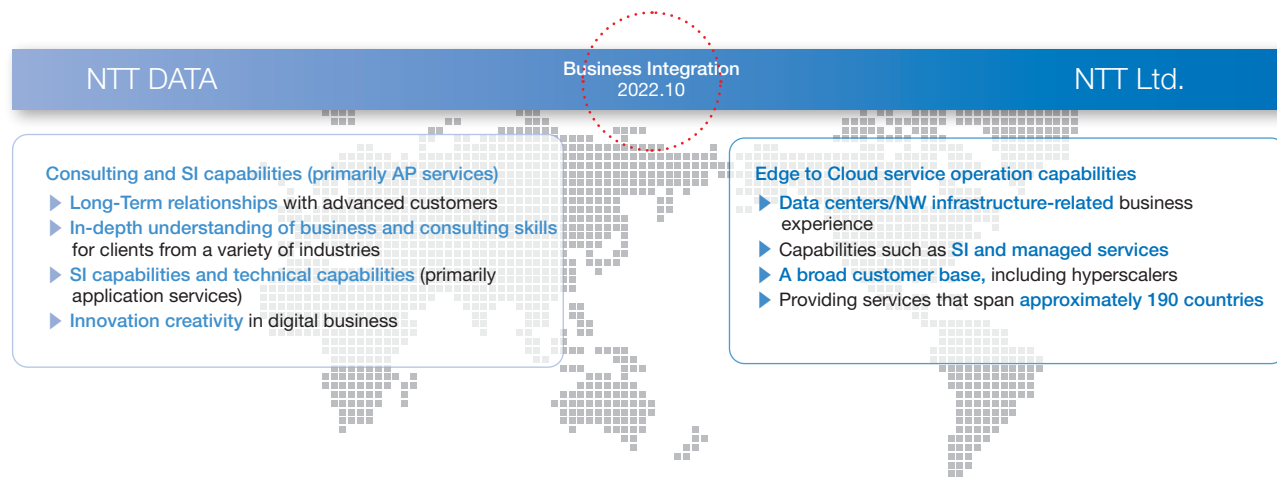 NTT DATA
Business Integration
2022.10
NTT Ltd.
Consulting and SI capabilities (primarily AP services)
Long-Term relationships with advanced customers
In-depth understanding of business and consulting skills
for clients from a variety of industries
SI capabilities and technical capabilities (primarily
application services)
Innovation creativity in digital business
Edge to Cloud service operation capabilities
Data centers/NW infrastructure-related business
experience
Capabilities such as SI and managed services
A broad customer base, including hyperscalers
Providing services that span approximately 190 countries